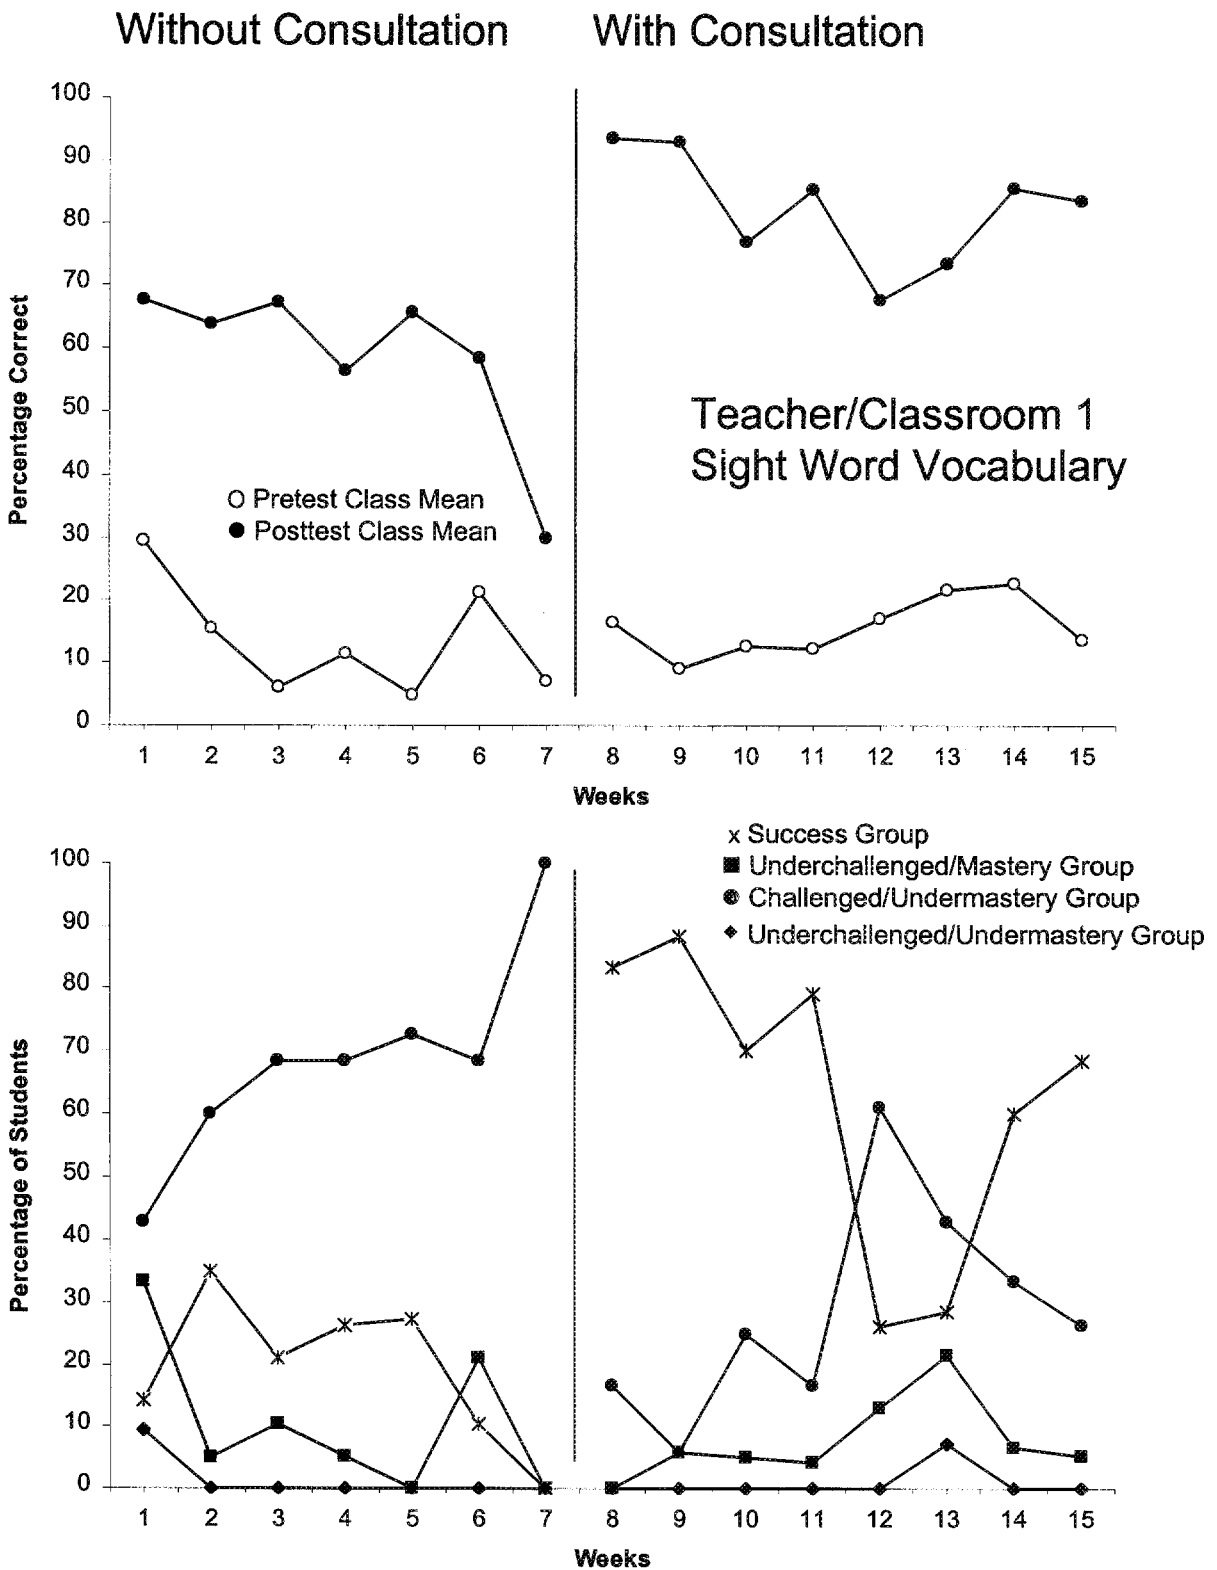 Without Consultation
With Consultation
100
90
80
70
60
50
40
30
20
10
0
Percentage Correct
Teacher/Classroom 1
Sight Word Vocabulary
Pretest Class Mean
Posttest Class Mean
1 2 3 4 5 6 7 8 9 10 11 12 13 14 15
Weeks
Success Group
Underchallenged/Mastery Group
Challenged/Undermastery Group
Underchallenged/Undermastery Group
100
90
80
70
60
50
40
30
20
10
0
Percentage of Students
1 2 3 4 5 6 7 8 9 10 11 12 13 14 15
Weeks